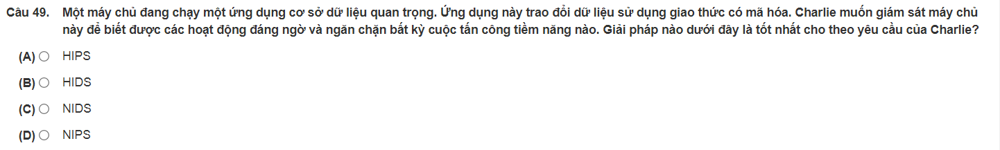 Câu 49. Một máy chủ đang chạy một ứng dụng cơ sở dữ liệu quan trọng. Ứng dụng này trao đổi dữ liệu sử dụng giao thức có mã hóa. Charlie muốn giám sát máy chủ
này để biết được các hoạt động đáng ngờ và ngăn chặn bất kỳ cuộc tấn công tiềm năng nào. Giải pháp nào dưới đây là tốt nhất cho theo yêu cầu của Charlie?
(A) HIPS
(B) HIDS
(C) NIDS
(D) NIPS